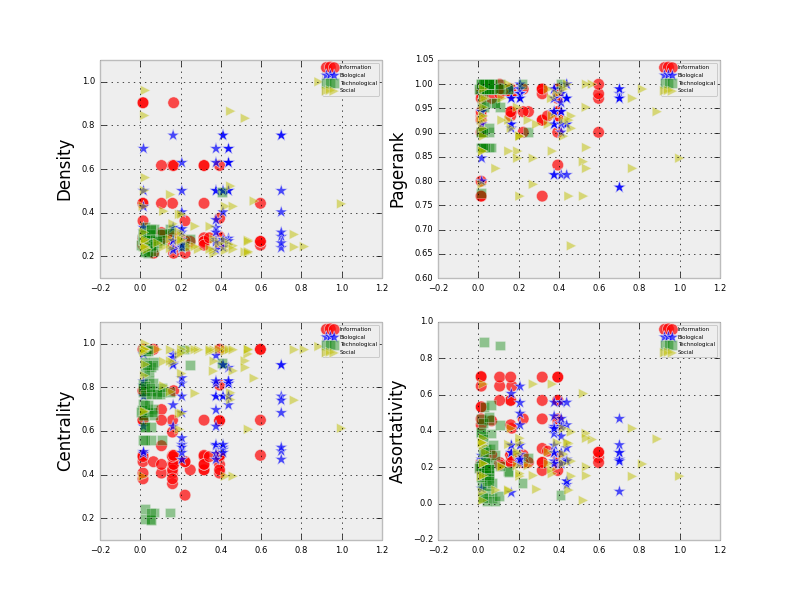 Density
1.0
0.8
0.6
0.4
0.2
−0.2 0.0 0.2 0.4 0.6 0.8 1.0 1.2
Information
Biological
Technological
Social
Pagerank
1.05
1.00
0.95
0.90
0.85
0.80
0.75
0.70
0.65
0.60
−0.2 0.0 0.2 0.4 0.6 0.8 1.0 1.2
Information
Biological
Technological
Social
Centrality
1.0
0.8
0.6
0.4
0.2
−0.2 0.0 0.2 0.4 0.6 0.8 1.0 1.2
Information
Biological
Technological
Social
Assortativity
1.0
0.8
0.6
0.4
0.2
0.0
−0.2
−0.2 0.0 0.2 0.4 0.6 0.8 1.0 1.2
Information
Biological
Technological
Social